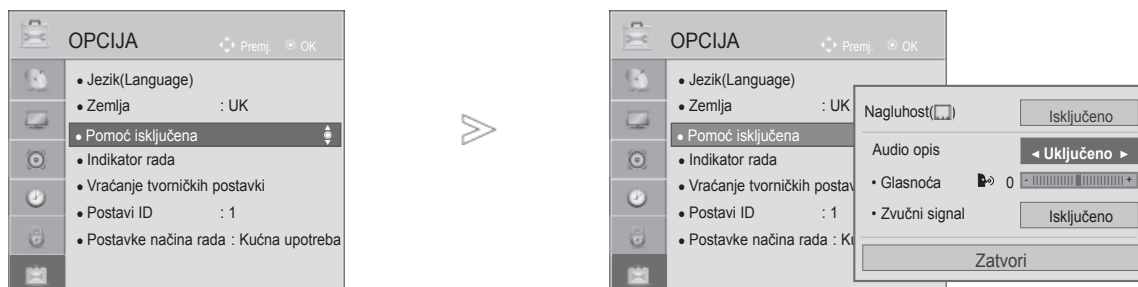 OPCIJA Premj. OK
• Jezik(Language)
• Zemlja : UK
• Pomoć isključena
• Indikator rada
• Vraćanje tvorničkih postavki
• Postavi ID : 1
• Postavke načina rada : Kućna upotreba
OPCIJA Premj. OK
• Jezik(Language)
• Zemlja : UK
• Pomoć isključena
• Indikator rada
• Vraćanje tvorničkih postav
• Postavi ID : 1
• Postavke načina rada : Ku
Nagluhost( ) Isključeno
Audio opis ◄ Uključeno ►
• Glasnoća 0 - +
• Zvučni signal Isključeno
Zatvori